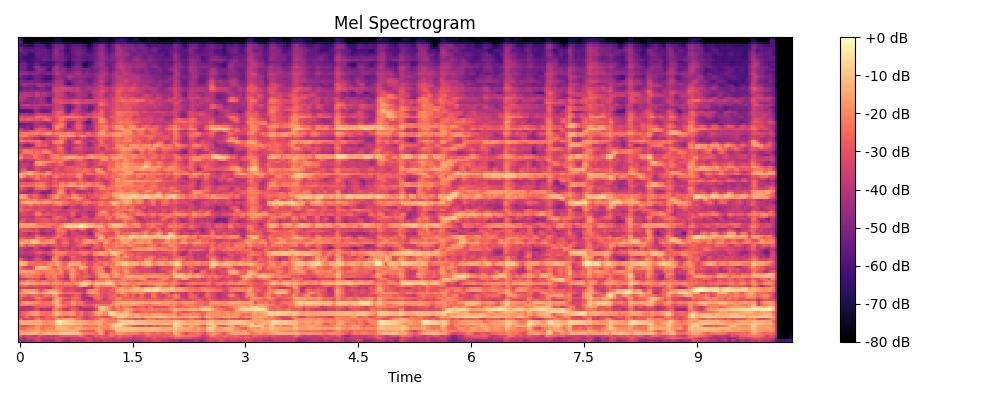 Mel Spectrogram
+0 dB
-10 dB
-20 dB
-30 dB
-40 dB
-50 dB
-60 dB
-70 dB
-80 dB
0 1.5 3 4.5 6 7.5 9
Time